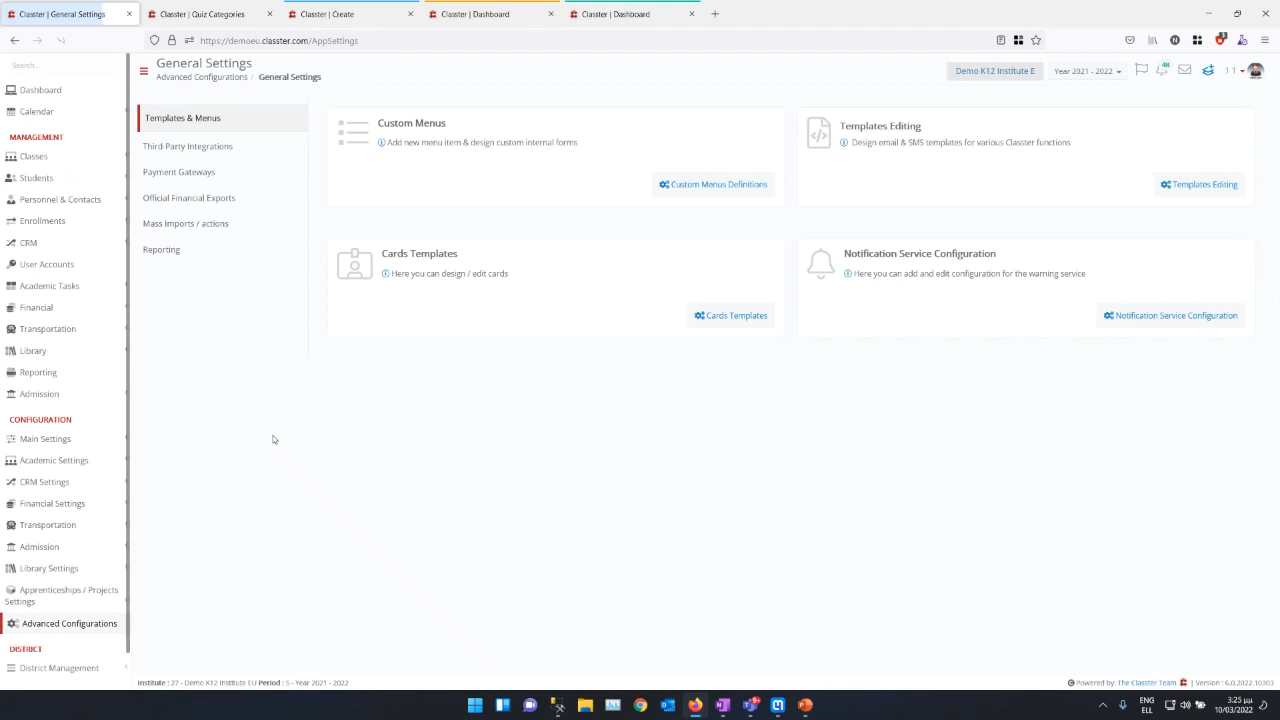 Classter | General Settings
Classter | Quiz Categories
Classter | Create
Classter | Dashboard
Classter | Dashboard
https://demoeu.classter.com/AppSettings
Search...
Dashboard
Calendar
MANAGEMENT
Classes
Students
Personnel & Contacts
Enrollments
CRM
User Accounts
Academic Tasks
Financial
Transportation
Library
Reporting
Admission
CONFIGURATION
Main Settings
Academic Settings
CRM Settings
Financial Settings
Transportation
Admission
Library Settings
Apprenticeships / Projects
Settings
Advanced Configurations
DISTRICT
District Management
General Settings
Advanced Configurations / General Settings
Demo K12 Institute E
Year 2021 - 2022
48
1 1
Templates & Menus
Third-Party Integrations
Payment Gateways
Official Financial Exports
Mass Imports / actions
Reporting
Custom Menus
Add new menu item & design custom internal forms
Custom Menus Definitions
Templates Editing
Design email & SMS templates for various Classter functions
Templates Editing
Cards Templates
Here you can design / edit cards
Cards Templates
Notification Service Configuration
Here you can add and edit configuration for the warning service
Notification Service Configuration
Institute : 27 - Demo K12 Institute EU Period : 5 - Year 2021 - 2022
Powered by: The Classter Team | Version : 6.0.2022.10303
ENG
ΕΛΛ
3:25 μμ
10/03/2022